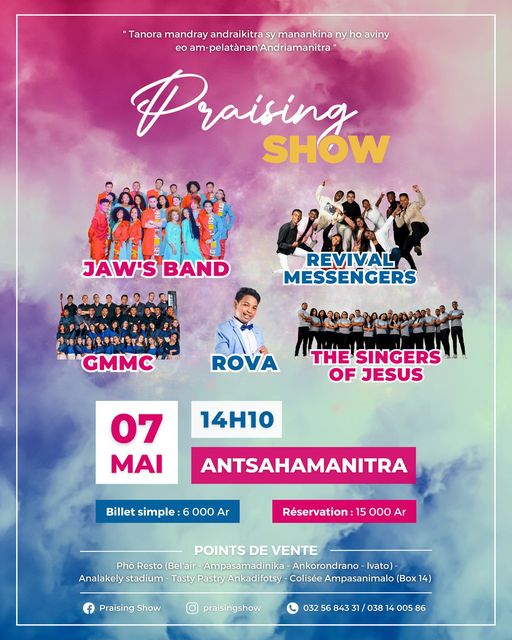 " Tanora mandray andraikitra sy manankina ny ho aviny
eo am-pelatànan'Andriamanitra "
Praising
SHOW
JAW'S BAND
REVIVAL
MESSENGERS
GMMC
ROVA
THE SINGERS
OF JESUS
07
MAI
14H10
ANTSAHAMANITRA
Billet simple : 6 000 Ar
Réservation : 15 000 Ar
POINTS DE VENTE
Phò Resto (Bel'air - Ampasamadinika - Ankorondrano - Ivato) -
Analakely stadium - Tasty Pastry Ankadifotsy - Colisée Ampasanimalo (Box 14)
Praising Show
praisingshow
032 56 843 31 / 038 14 005 86